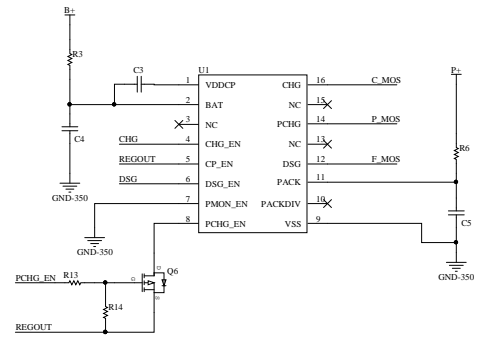 B+
R3
C3
U1
P+
1 VDDCP CHG 16 C_MOS
2 BAT NC 15
3 NC PCHG 14 P_MOS
CHG 4 CHG_EN NC 13
REGOUT 5 CP_EN DSG 12 F_MOS
DSG 6 DSG_EN PACK 11
7 PMON_EN PACKDIV 10
8 PCHG_EN VSS 9
C4
R6
C5
GND-350
GND-350
GND-350
PCHG_EN R13
Q6
R14
REGOUT